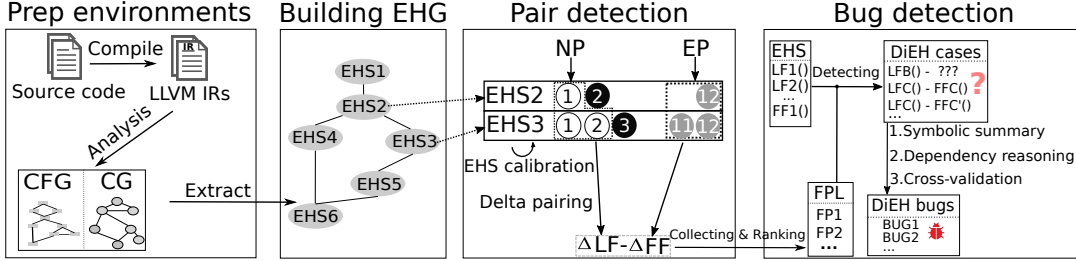 Prep environments
Compile
IR
Source code
LLVM IRs
Analysis
CFG
CG
Extract
Building EHG
EHS1
EHS2
EHS4
EHS3
EHS5
EHS6
Pair detection
NP
EP
EHS2
1
2
12
EHS3
1
2
3
11
12
EHS calibration
Delta pairing
ΔLF-ΔFF
Collecting & Ranking
Bug detection
EHS
LF1()
LF2()
...
FF1()
Detecting
DiEH cases
LFB() - ???
LFC() - FFC()
LFC() - FFC'()
...
?
1.Symbolic summary
2.Dependency reasoning
3.Cross-validation
FPL
FP1
FP2
...
DiEH bugs
BUG1
BUG2
...